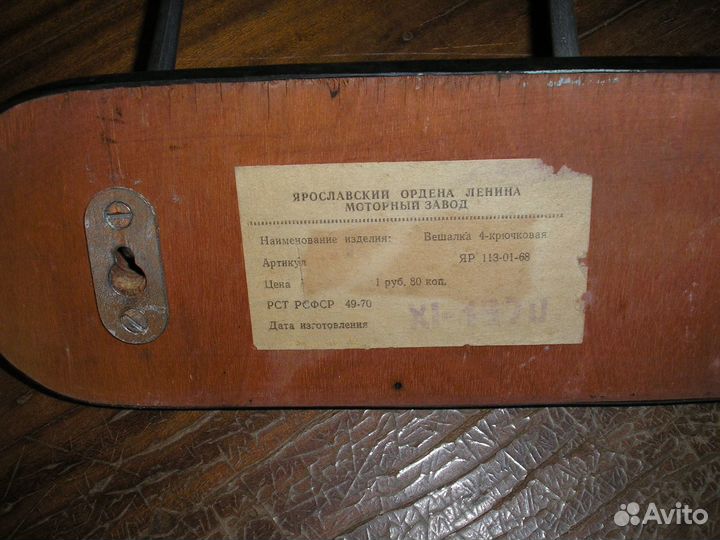 ЯРОСЛАВСКИЙ ОРДЕНА ЛЕНИНА
МОТОРНЫЙ ЗАВОД
Наименование изделия: Вешалка 4-крючковая
Артикул ЯР 113-01-68
Цена 1 руб. 80 коп.
РСТ РСФСР 49-70
Дата изготовления
Avito